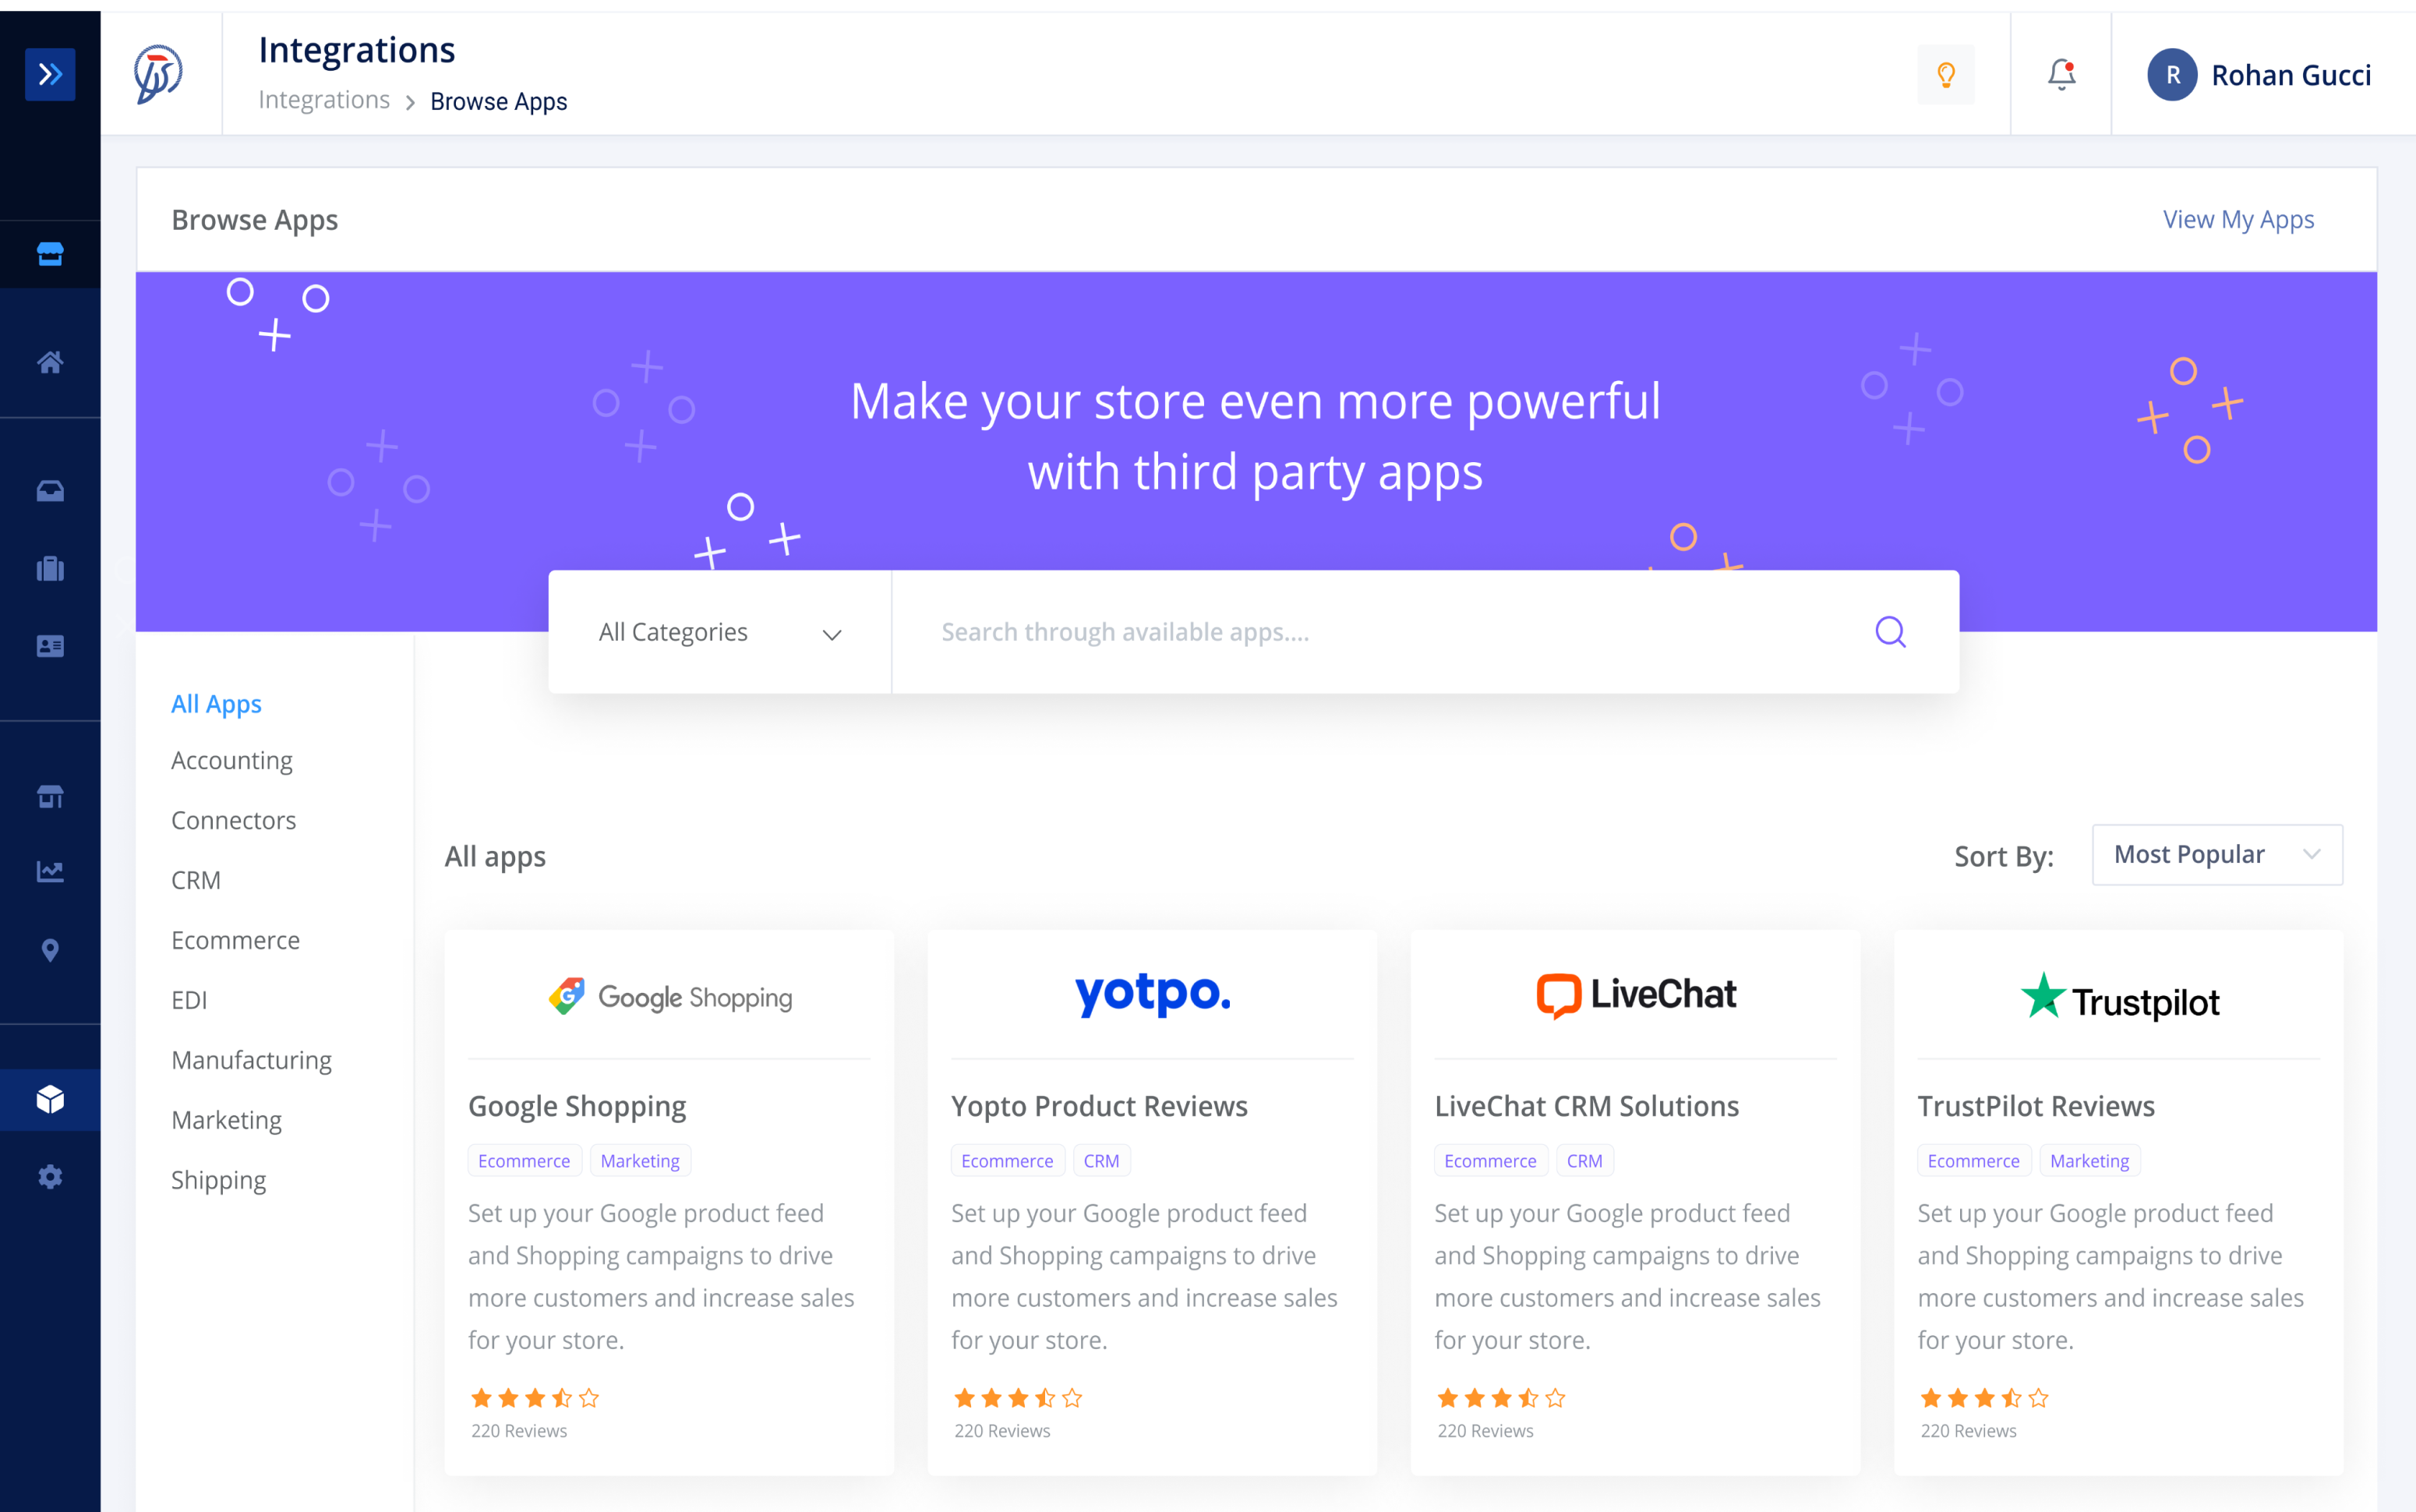 Integrations
Integrations > Browse Apps
R Rohan Gucci
Browse Apps
View My Apps
Make your store even more powerful
with third party apps
All Categories
Search through available apps....
All Apps
Accounting
Connectors
CRM
Ecommerce
EDI
Manufacturing
Marketing
Shipping
All apps
Sort By:
Most Popular
Google Shopping
Google Shopping
Ecommerce Marketing
Set up your Google product feed
and Shopping campaigns to drive
more customers and increase sales
for your store.
220 Reviews
yotpo.
Yopto Product Reviews
Ecommerce CRM
Set up your Google product feed
and Shopping campaigns to drive
more customers and increase sales
for your store.
220 Reviews
LiveChat
LiveChat CRM Solutions
Ecommerce CRM
Set up your Google product feed
and Shopping campaigns to drive
more customers and increase sales
for your store.
220 Reviews
Trustpilot
TrustPilot Reviews
Ecommerce Marketing
Set up your Google product feed
and Shopping campaigns to drive
more customers and increase sales
for your store.
220 Reviews